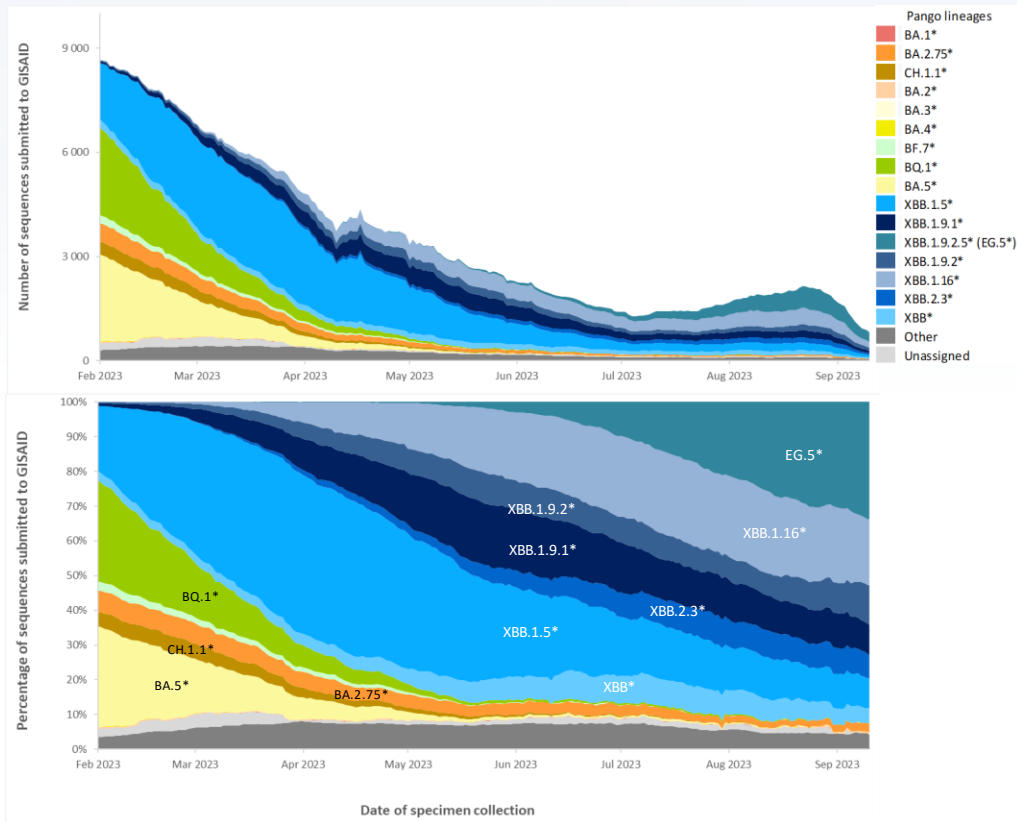 Number of sequences submitted to GISAID
9 000
6 000
3 000
0
Feb 2023
Mar 2023
Apr 2023
May 2023
Jun 2023
Jul 2023
Aug 2023
Sep 2023
Pango lineages
BA.1*
BA.2.75*
CH.1.1*
BA.2*
BA.3*
BA.4*
BF.7*
BQ.1*
BA.5*
XBB.1.5*
XBB.1.9.1*
XBB.1.9.2.5* (EG.5*)
XBB.1.9.2*
XBB.1.16*
XBB.2.3*
XBB*
Other
Unassigned
Percentage of sequences submitted to GISAID
100%
90%
80%
70%
60%
50%
40%
30%
20%
10%
0%
EG.5*
XBB.1.9.2*
XBB.1.16*
XBB.1.9.1*
BQ.1*
XBB.2.3*
XBB.1.5*
CH.1.1*
BA.5*
BA.2.75*
XBB*
Feb 2023
Mar 2023
Apr 2023
May 2023
Jun 2023
Jul 2023
Aug 2023
Sep 2023
Date of specimen collection